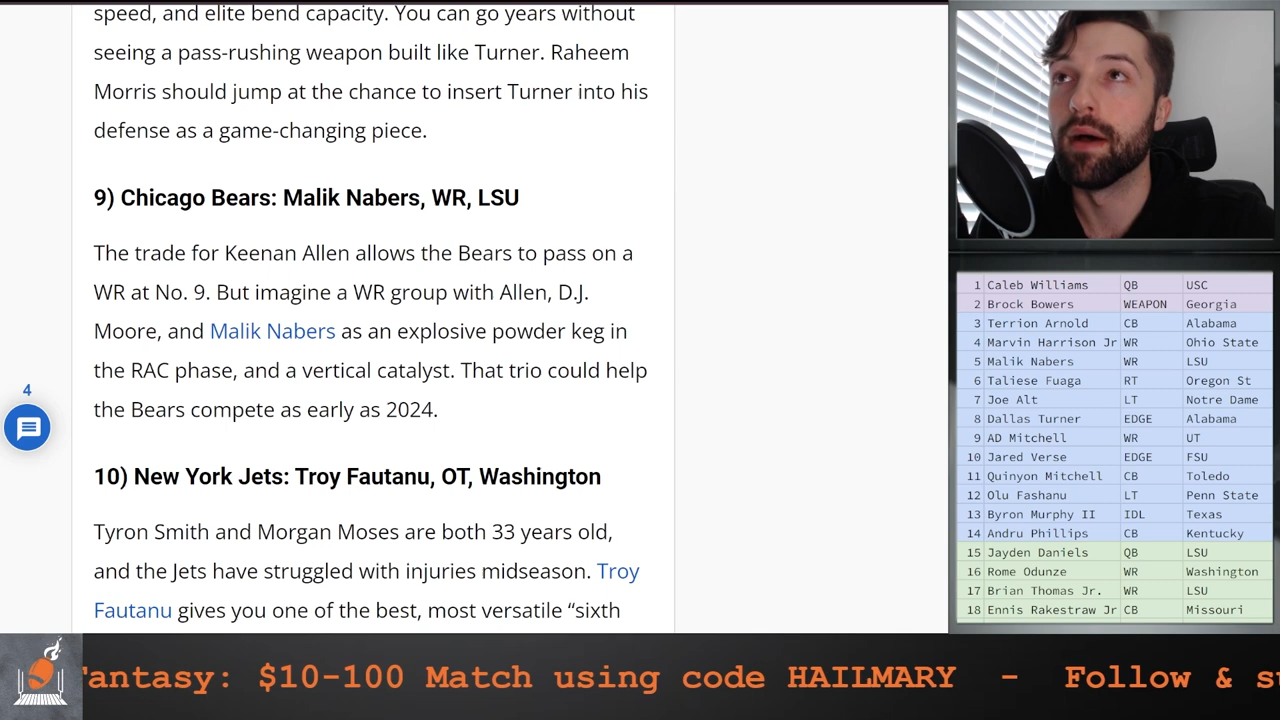 speed, and elite bend capacity. You can go years without
seeing a pass-rushing weapon built like Turner. Raheem
Morris should jump at the chance to insert Turner into his
defense as a game-changing piece.
9) Chicago Bears: Malik Nabers, WR, LSU
The trade for Keenan Allen allows the Bears to pass on a
WR at No. 9. But imagine a WR group with Allen, D.J.
Moore, and Malik Nabers as an explosive powder keg in
the RAC phase, and a vertical catalyst. That trio could help
the Bears compete as early as 2024.
4
10) New York Jets: Troy Fautanu, OT, Washington
Tyron Smith and Morgan Moses are both 33 years old,
and the Jets have struggled with injuries midseason. Troy
Fautanu gives you one of the best, most versatile “sixth
1 Caleb Williams QB USC
2 Brock Bowers WEAPON Georgia
3 Terrion Arnold CB Alabama
4 Marvin Harrison Jr WR Ohio State
5 Malik Nabers WR LSU
6 Taliese Fuaga RT Oregon St
7 Joe Alt LT Notre Dame
8 Dallas Turner EDGE Alabama
9 AD Mitchell WR UT
10 Jared Verse EDGE FSU
11 Quinyon Mitchell CB Toledo
12 Olu Fashanu LT Penn State
13 Byron Murphy II IDL Texas
14 Andru Phillips CB Kentucky
15 Jayden Daniels QB LSU
16 Rome Odunze WR Washington
17 Brian Thomas Jr. WR LSU
18 Ennis Rakestraw Jr CB Missouri
Fantasy: $10-100 Match using code HAILMARY - Follow & su